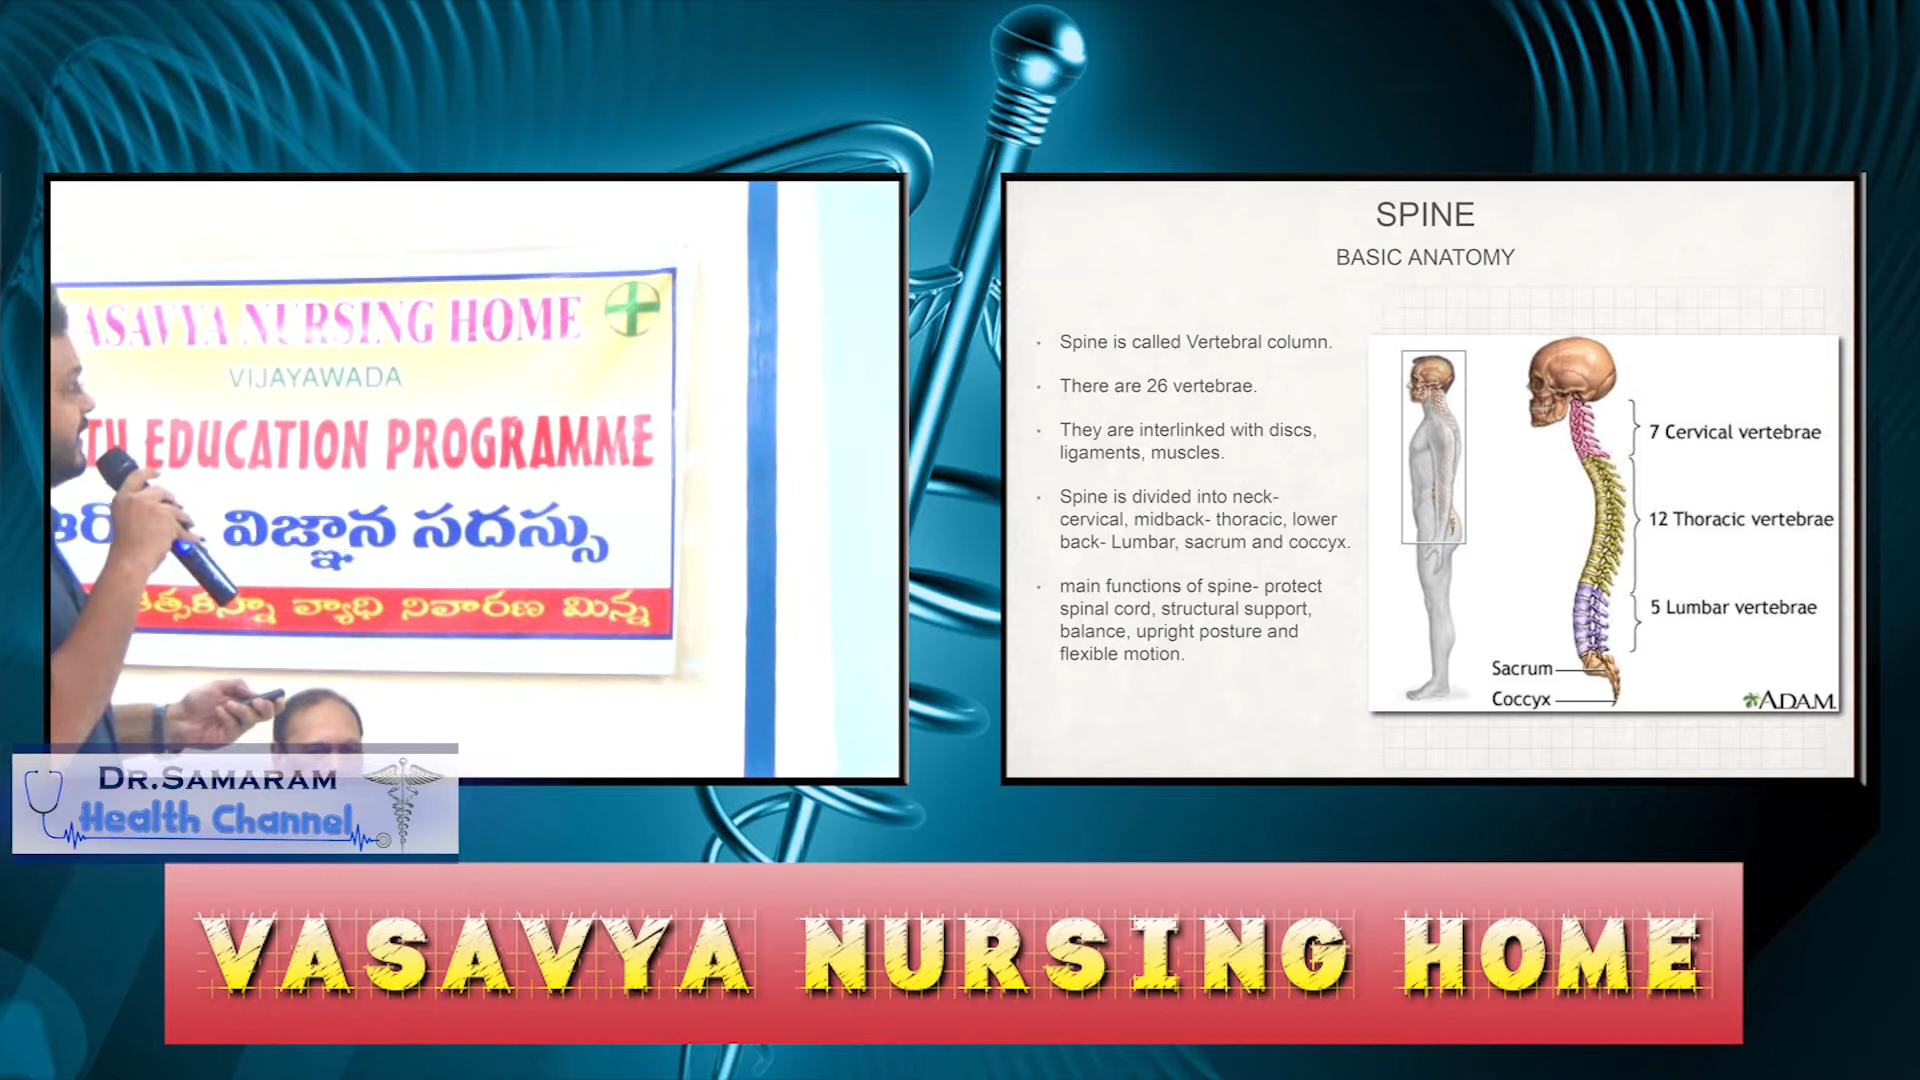 ASAVYA NURSING HOME
VIJAYAWADA
EDUCATION PROGRAMME
విజ్ఞాన సదస్సు
వ్యాధి నివారణ మిన్న
SPINE
BASIC ANATOMY
Spine is called Vertebral column.
There are 26 vertebrae.
They are interlinked with discs,
ligaments, muscles.
Spine is divided into neck-
cervical, midback- thoracic, lower
back- Lumbar, sacrum and coccyx.
main functions of spine- protect
spinal cord, structural support,
balance, upright posture and
flexible motion.
7 Cervical vertebrae
12 Thoracic vertebrae
5 Lumbar vertebrae
Sacrum
Coccyx
ADAM.
DR.SAMARAM
Health Channel
VASAVYA NURSING HOME